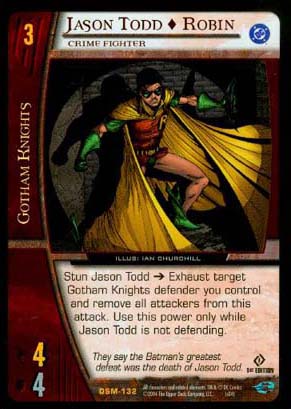 3
JASON TODD ♦ ROBIN
CRIME FIGHTER
GOTHAM KNIGHTS
ILLUS: IAN CHURCHILL
Stun Jason Todd → Exhaust target
Gotham Knights defender you control
and remove all attackers from this
attack. Use this power only while
Jason Todd is not defending.
They say the Batman's greatest
defeat was the death of Jason Todd.
4
4
DSM-132
1st EDITION